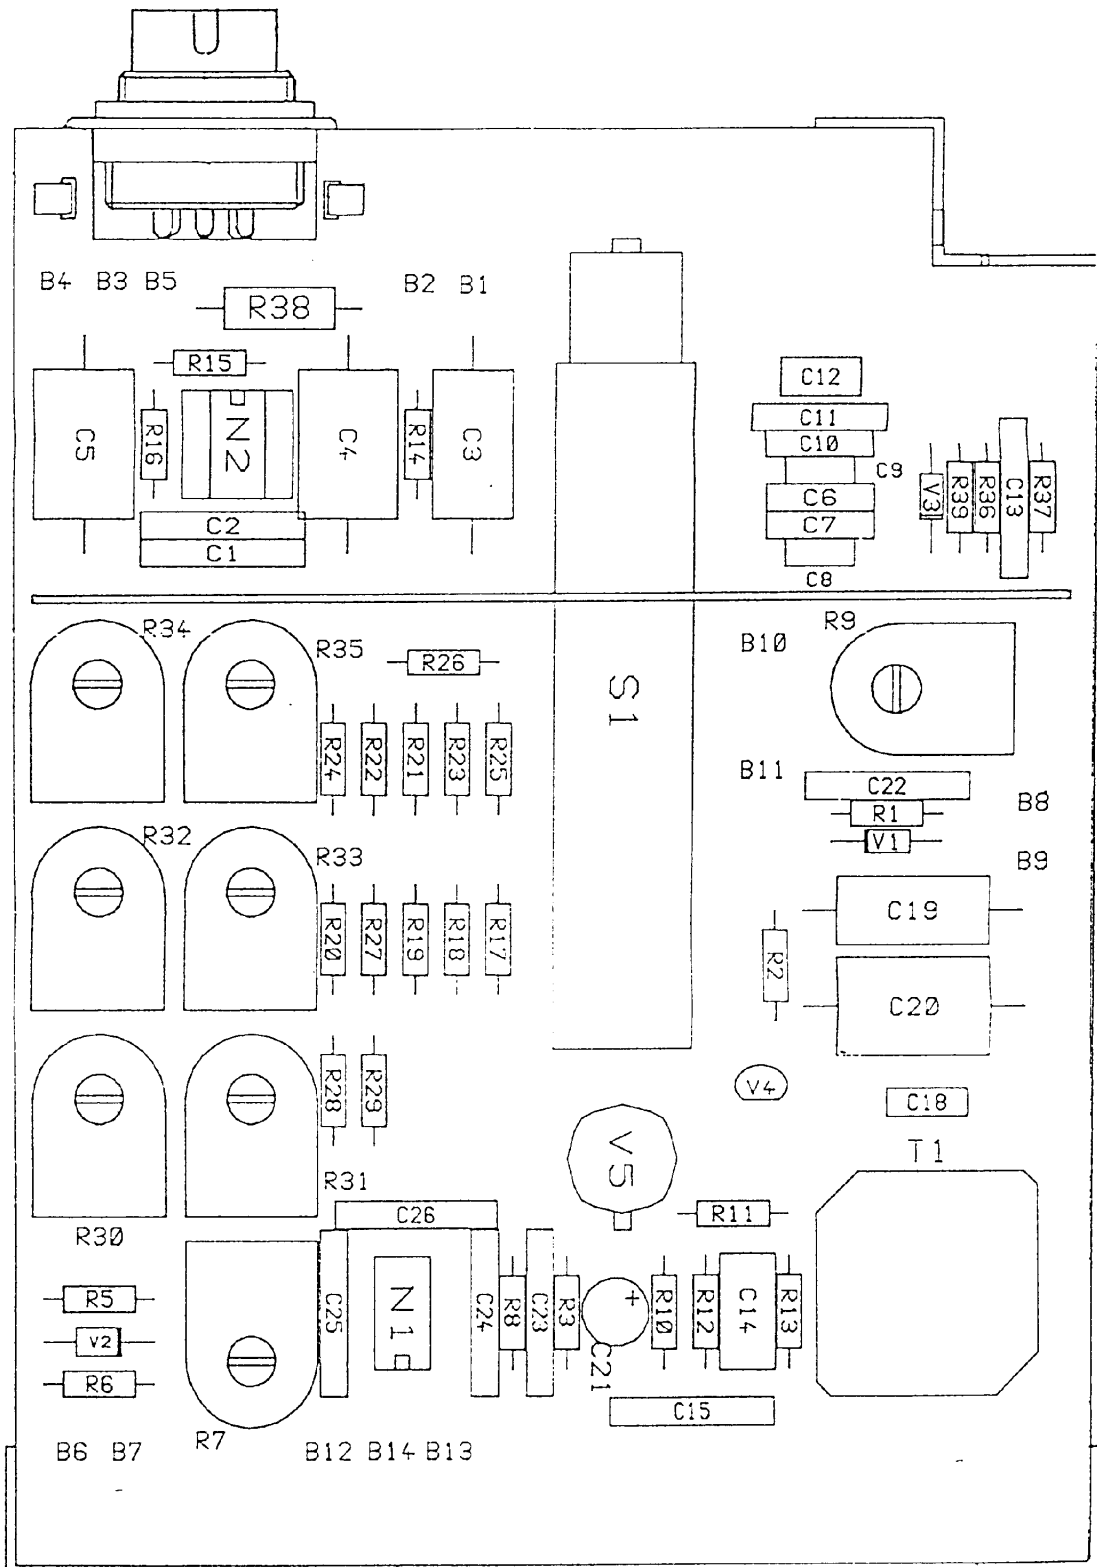 B4 B3 B5 B2 B1
R38
R15
C12
C11
C10
C9
C5 R16 N2 C4 R14 C3
C6
V3 R39 R36 C13 R37
C7
C2
C1
C8
R34 R35 R26 B10 R9
S1
R24 R22 R21 R23 R25
B11 C22 B8
R1
V1
R32 R33 B9
C19
R20 R27 R19 R18 R17 R2
C20
R28 R29 V4 C18
V5 T1
R31
R30 C26 R11
R5 C25 N1 C24 R8 C23 R3 + R10 R12 C14 R13
V2
R6 C21
C15
R7
B6 B7 B12 B14 B13